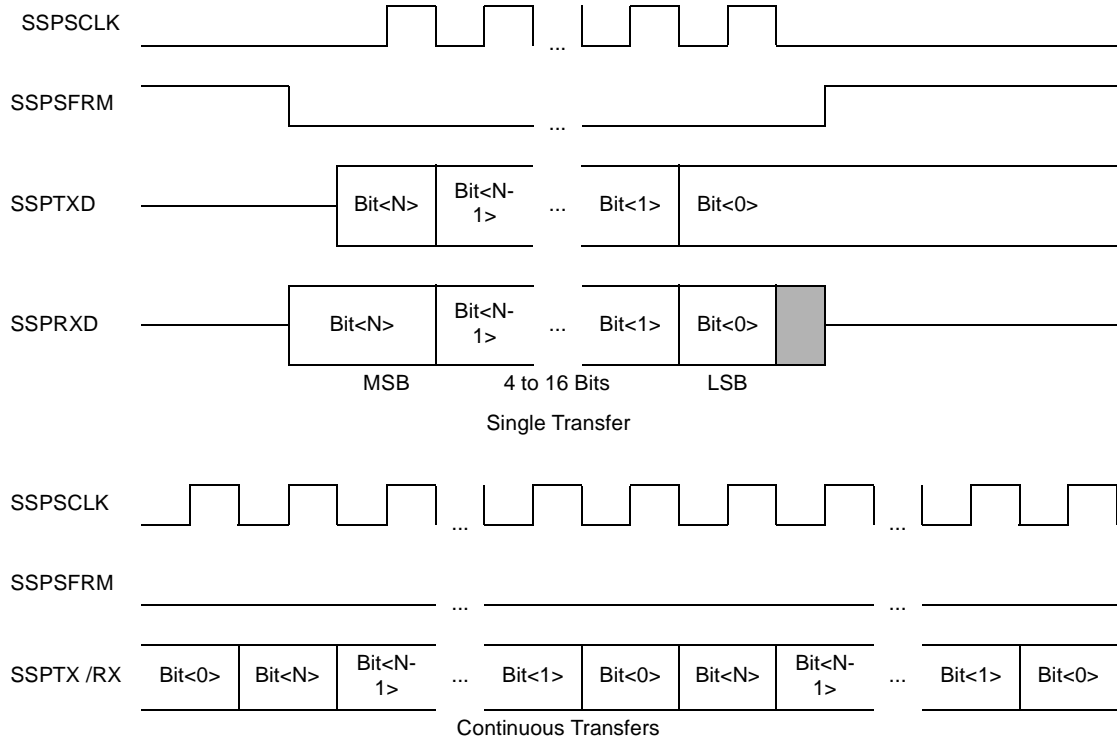 SSPSCLK
...
SSPSFRM
...
SSPTXD
Bit<N>
Bit<N-
1>
...
Bit<1>
Bit<0>
SSPRXD
Bit<N>
Bit<N-
1>
...
Bit<1>
Bit<0>
MSB
4 to 16 Bits
LSB
Single Transfer
SSPSCLK
...
...
SSPSFRM
...
...
SSPTX /RX
Bit<0>
Bit<N>
Bit<N-
1>
...
Bit<1>
Bit<0>
Bit<N>
Bit<N-
1>
...
Bit<1>
Bit<0>
Continuous Transfers